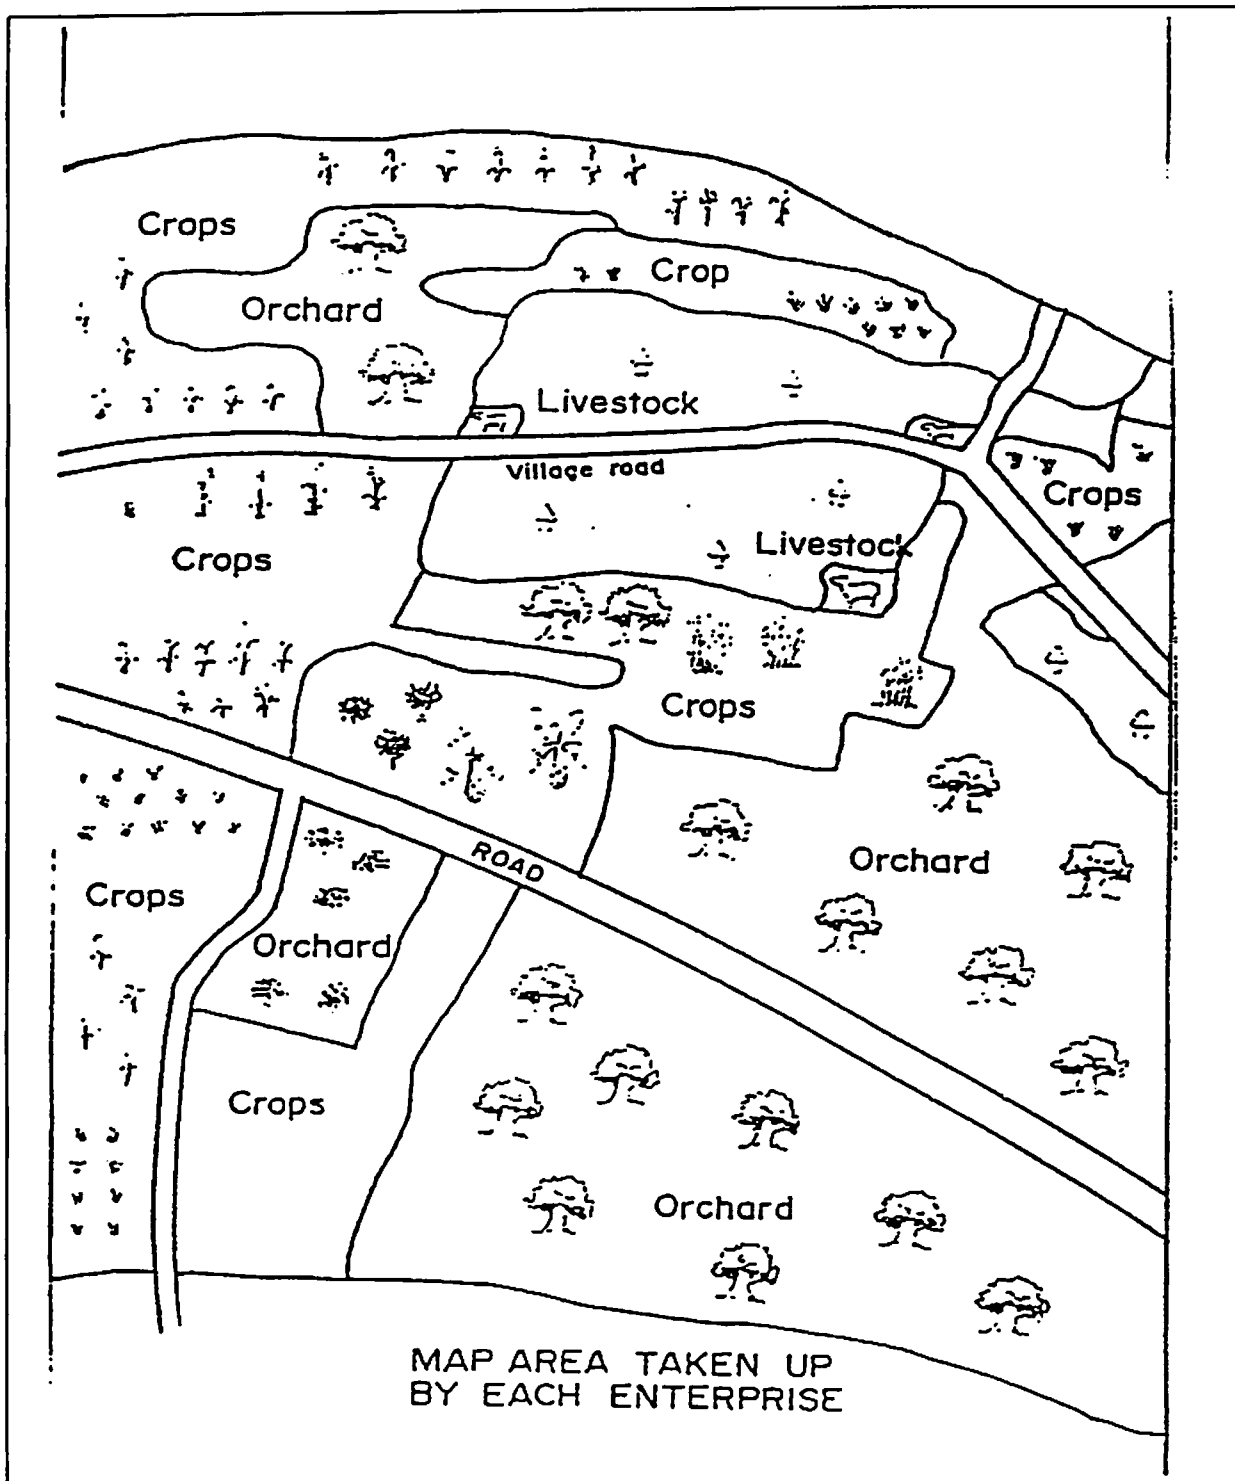 Crops
Crop
Orchard
Livestock
Village road
Crops
Livestock
Crops
Crops
ROAD
Orchard
Crops
Orchard
Crops
Orchard
MAP AREA TAKEN UP
BY EACH ENTERPRISE